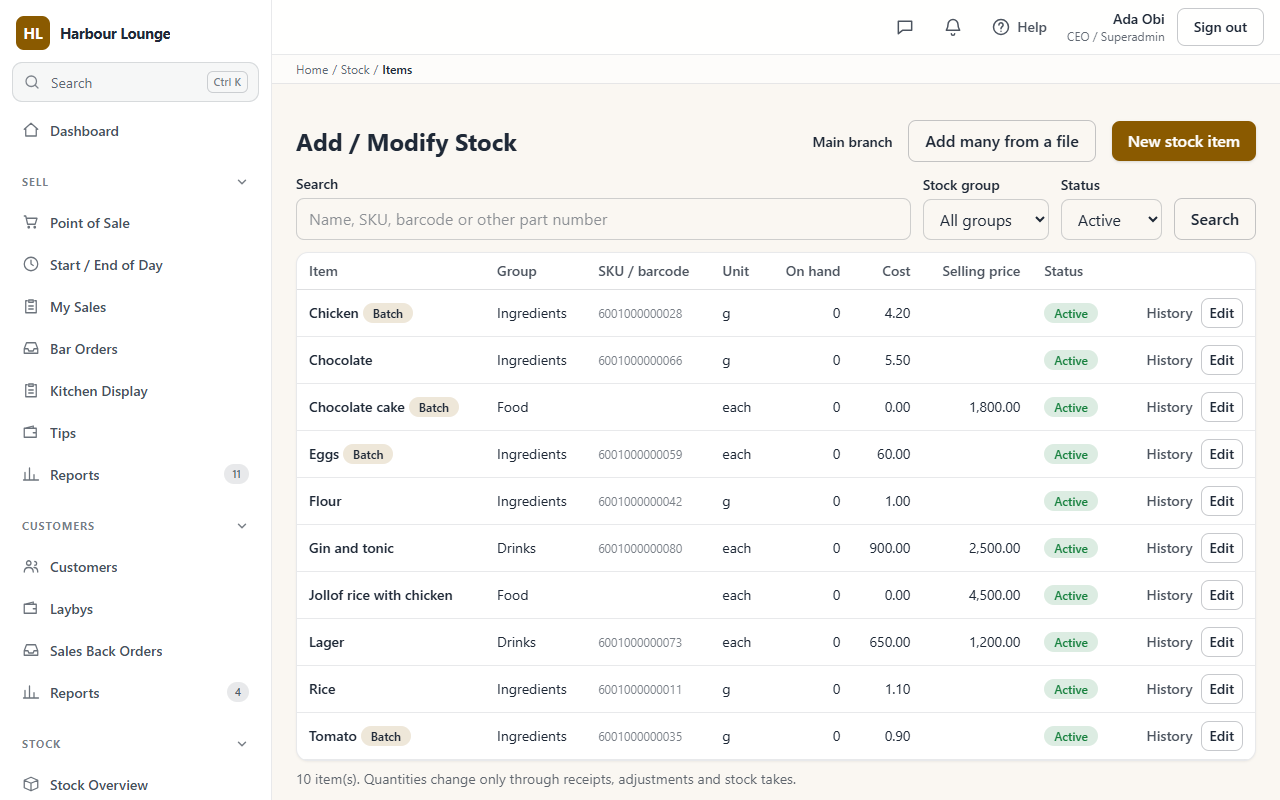 HL Harbour Lounge
Search Ctrl K
Dashboard
SELL
Point of Sale
Start / End of Day
My Sales
Bar Orders
Kitchen Display
Tips
Reports 11
CUSTOMERS
Customers
Laybys
Sales Back Orders
Reports 4
STOCK
Stock Overview
Help
Ada Obi
CEO / Superadmin
Sign out
Home / Stock / Items
Add / Modify Stock
Main branch
Add many from a file
New stock item
Search
Name, SKU, barcode or other part number
Stock group
All groups
Status
Active
Search
Item Group SKU / barcode Unit On hand Cost Selling price Status
Chicken Batch Ingredients 6001000000028 g 0 4.20 Active History Edit
Chocolate Ingredients 6001000000066 g 0 5.50 Active History Edit
Chocolate cake Batch Food each 0 0.00 1,800.00 Active History Edit
Eggs Batch Ingredients 6001000000059 each 0 60.00 Active History Edit
Flour Ingredients 6001000000042 g 0 1.00 Active History Edit
Gin and tonic Drinks 6001000000080 each 0 900.00 2,500.00 Active History Edit
Jollof rice with chicken Food each 0 0.00 4,500.00 Active History Edit
Lager Drinks 6001000000073 each 0 650.00 1,200.00 Active History Edit
Rice Ingredients 6001000000011 g 0 1.10 Active History Edit
Tomato Batch Ingredients 6001000000035 g 0 0.90 Active History Edit
10 item(s). Quantities change only through receipts, adjustments and stock takes.